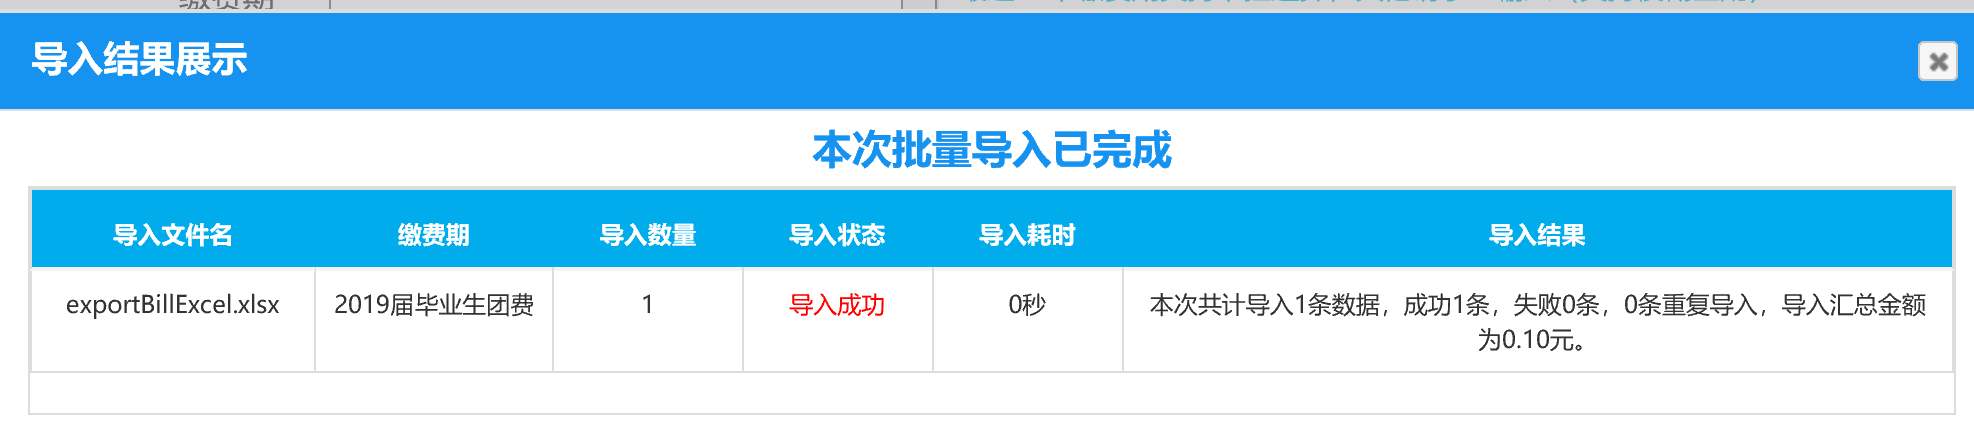 导入结果展示
本次批量导入已完成
导入文件名 缴费期 导入数量 导入状态 导入耗时 导入结果
exportBillExcel.xlsx 2019届毕业生团费 1 导入成功 0秒 本次共计导入1条数据，成功1条，失败0条，0条重复导入，导入汇总金额
为0.10元。